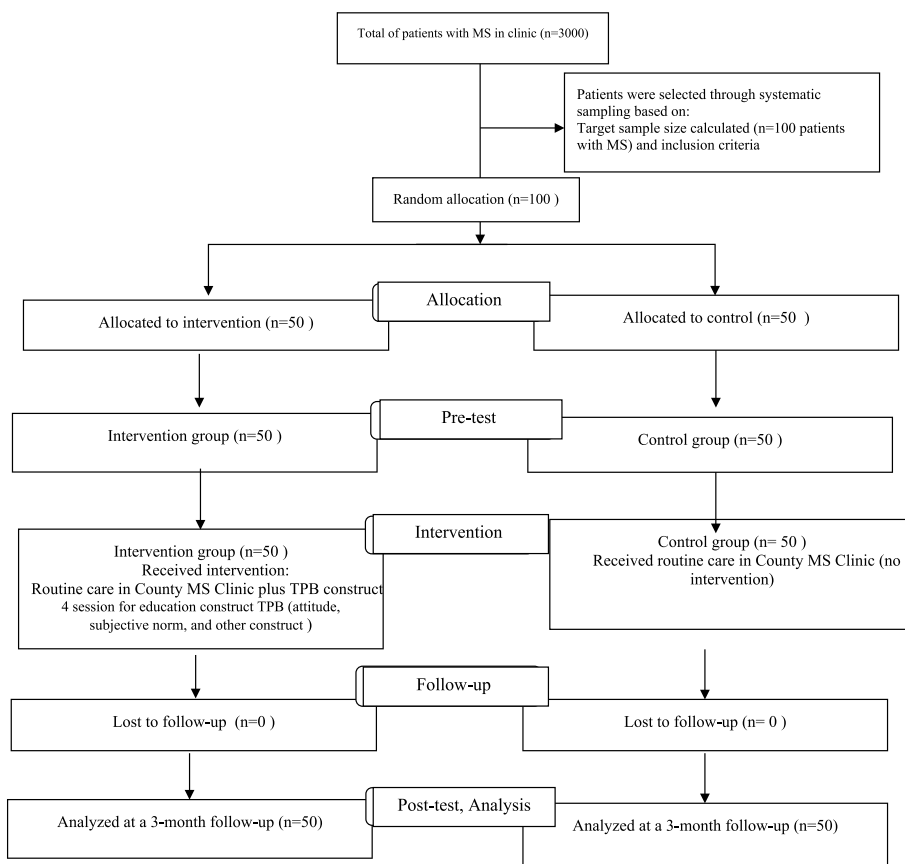 Total of patients with MS in clinic (n=3000)
Patients were selected through systematic
sampling based on:
Target sample size calculated (n=100 patients
with MS) and inclusion criteria
Random allocation (n=100 )
Allocation
Allocated to intervention (n=50 )
Allocated to control (n=50 )
Pre-test
Intervention group (n=50 )
Control group (n=50 )
Intervention
Intervention group (n=50 )
Received intervention:
Routine care in County MS Clinic plus TPB construct
4 session for education construct TPB (attitude,
subjective norm, and other construct )
Control group (n= 50 )
Received routine care in County MS Clinic (no
intervention)
Follow-up
Lost to follow-up (n=0 )
Lost to follow-up (n= 0 )
Post-test, Analysis
Analyzed at a 3-month follow-up (n=50)
Analyzed at a 3-month follow-up (n=50)